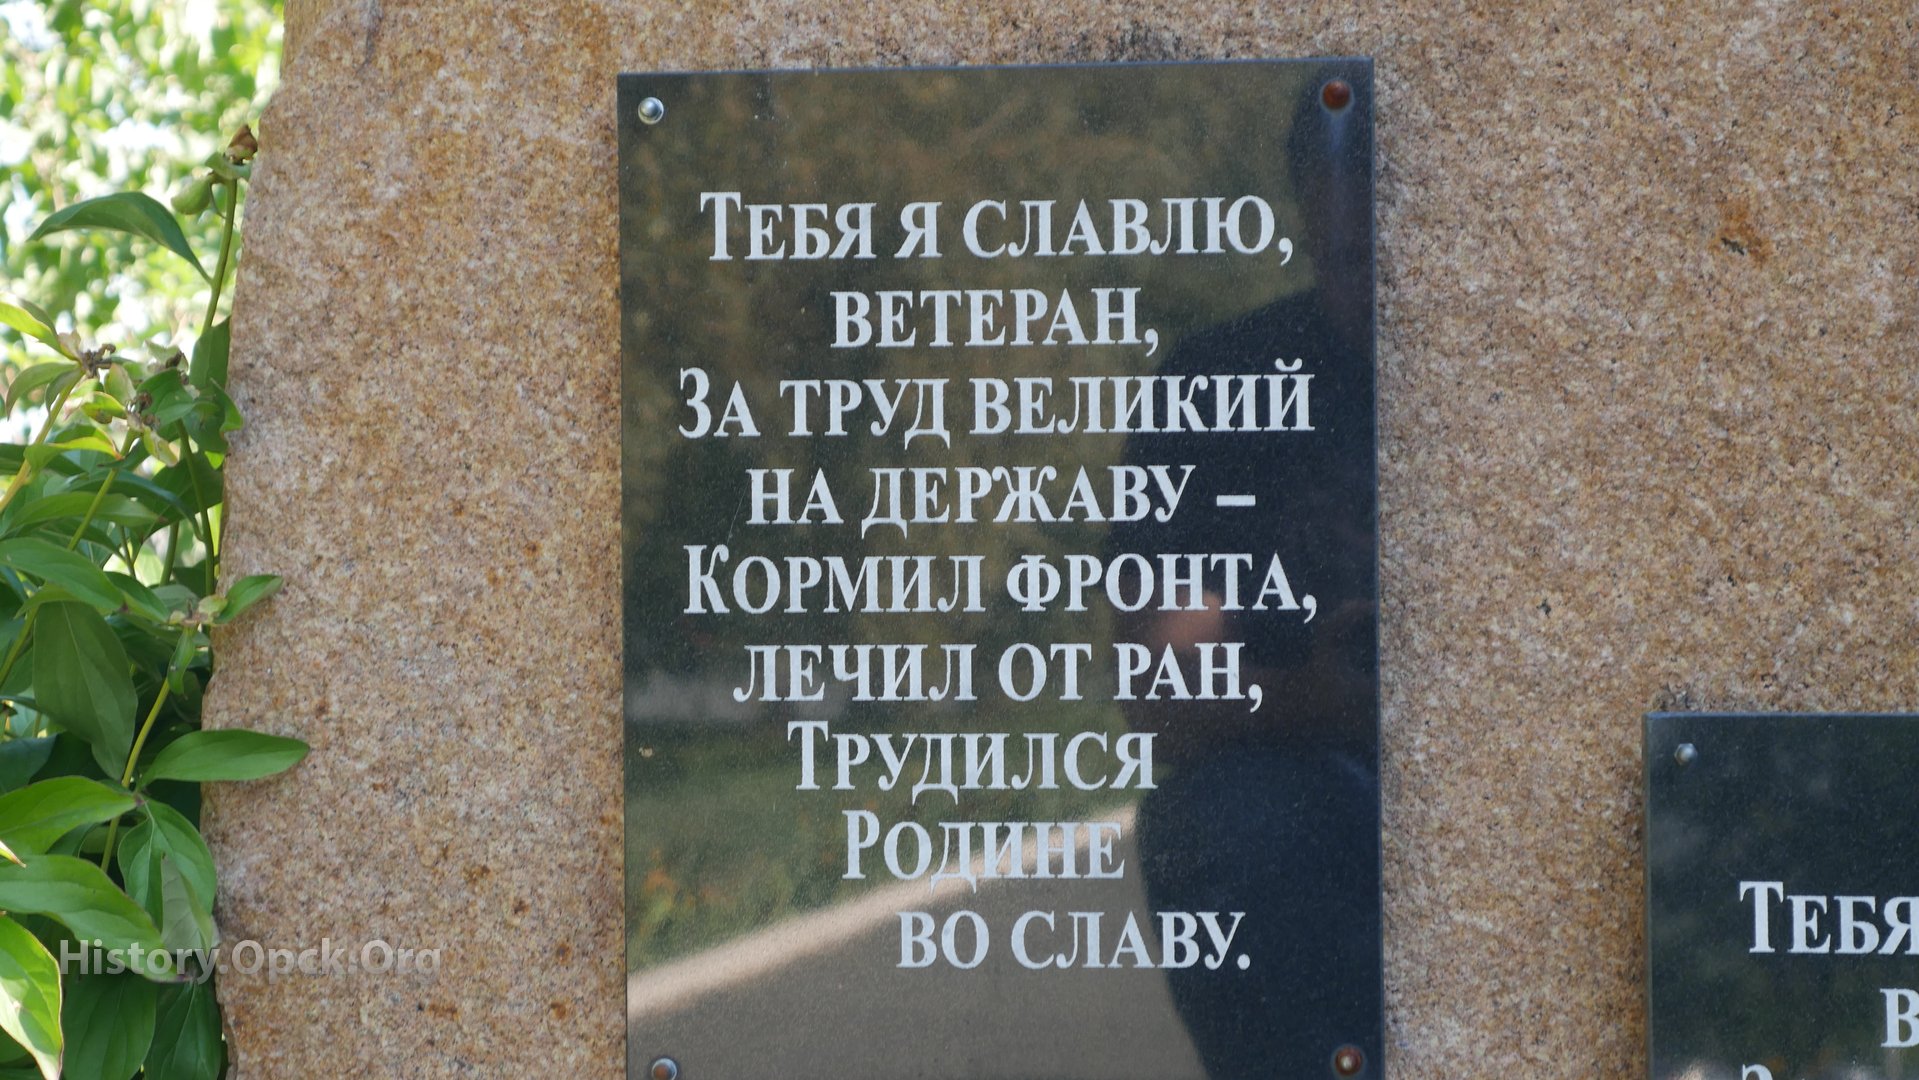 Тебя я славлю,
ветеран,
За труд великий
на державу –
Кормил фронта,
лечил от ран,
Трудился
Родине
во славу.
Тебя
в
History.Opck.Org